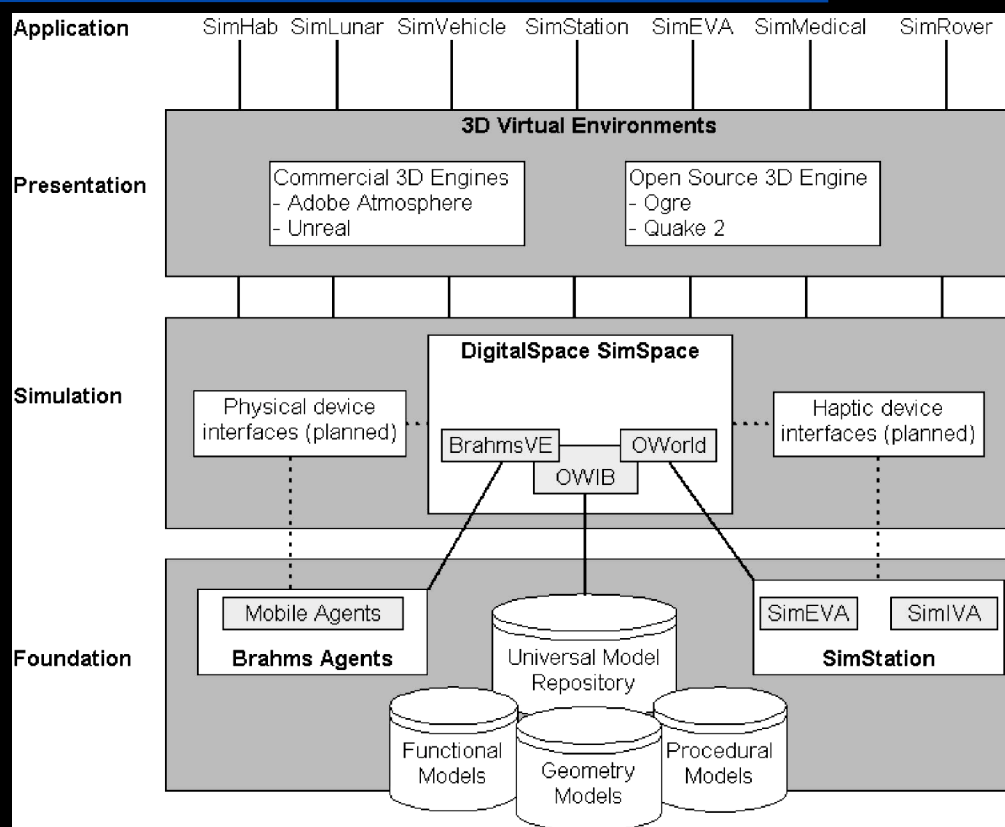 Application
SimHab SimLunar SimVehicle SimStation SimEVA SimMedical SimRover
3D Virtual Environments
Presentation
Commercial 3D Engines
- Adobe Atmosphere
- Unreal
Open Source 3D Engine
- Ogre
- Quake 2
Simulation
DigitalSpace SimSpace
Physical device
interfaces (planned)
BrahmsVE
OWIB
OWorld
Haptic device
interfaces (planned)
Foundation
Mobile Agents
Brahms Agents
Universal Model
Repository
Functional
Models
Geometry
Models
Procedural
Models
SimEVA
SimIVA
SimStation